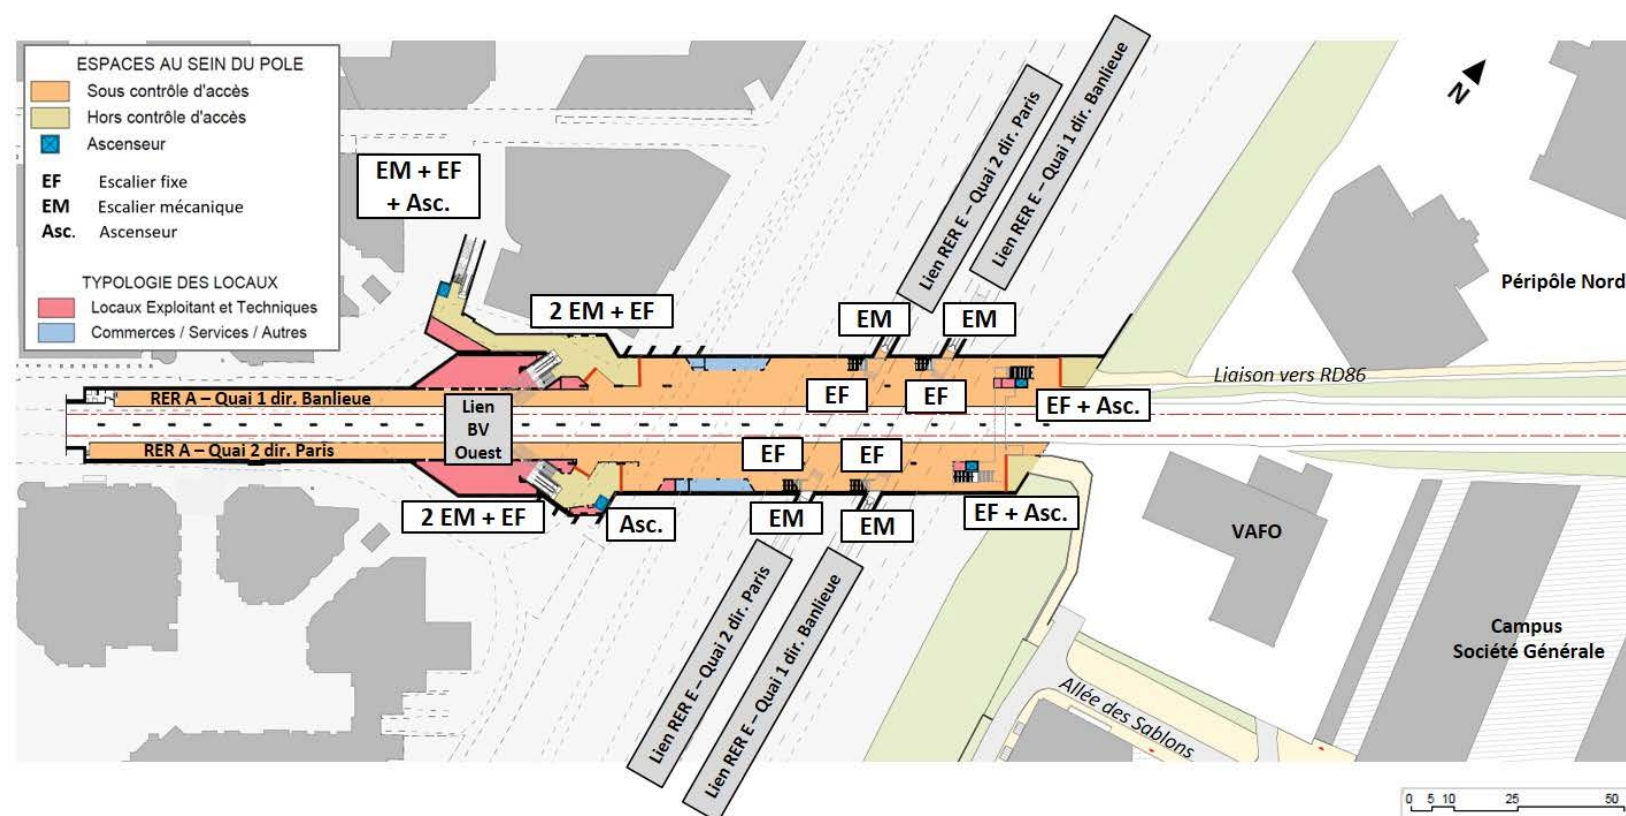 ESPACES AU SEIN DU POLE
Sous contrôle d'accès
Hors contrôle d'accès
Ascenseur
EF Escalier fixe
EM Escalier mécanique
Asc. Ascenseur
TYPOLOGIE DES LOCAUX
Locaux Exploitant et Techniques
Commerces / Services / Autres
N
EM + EF
+ Asc.
Lien RER E – Quai 2 dir. Paris
Lien RER E – Quai 1 dir. Banlieue
Péripôle Nord
2 EM + EF
EM
EM
Liaison vers RD86
RER A – Quai 1 dir. Banlieue
EF
EF
EF + Asc.
Lien
BV
Ouest
RER A – Quai 2 dir. Paris
EF
EF
2 EM + EF
Asc.
EM
EM
EF + Asc.
VAFO
Lien RER E – Quai 2 dir. Paris
Lien RER E – Quai 1 dir. Banlieue
Campus
Société Générale
Allée des Sablons
0 5 10 25 50